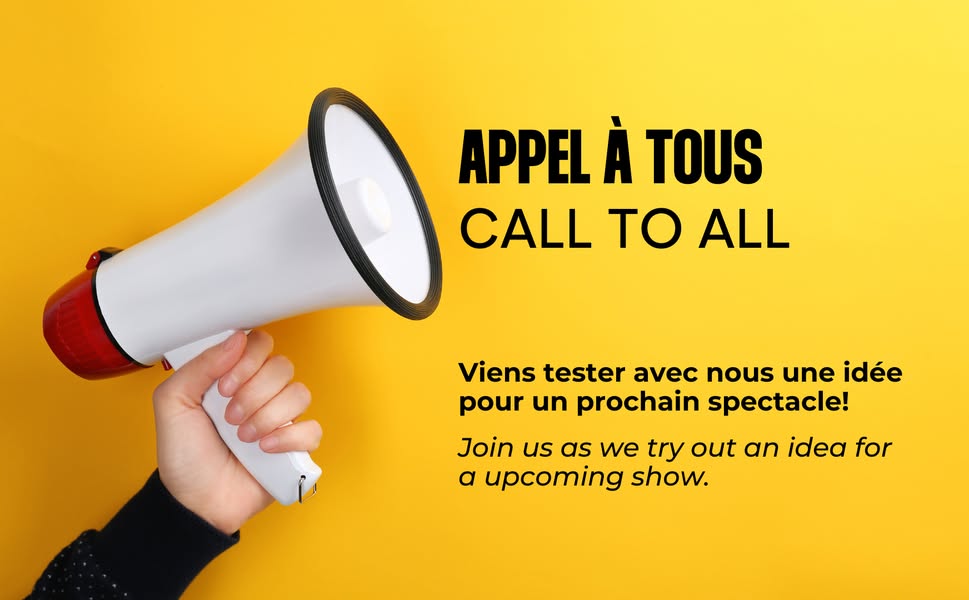 APPEL À TOUS
CALL TO ALL
Viens tester avec nous une idée
pour un prochain spectacle!
Join us as we try out an idea for
a upcoming show.